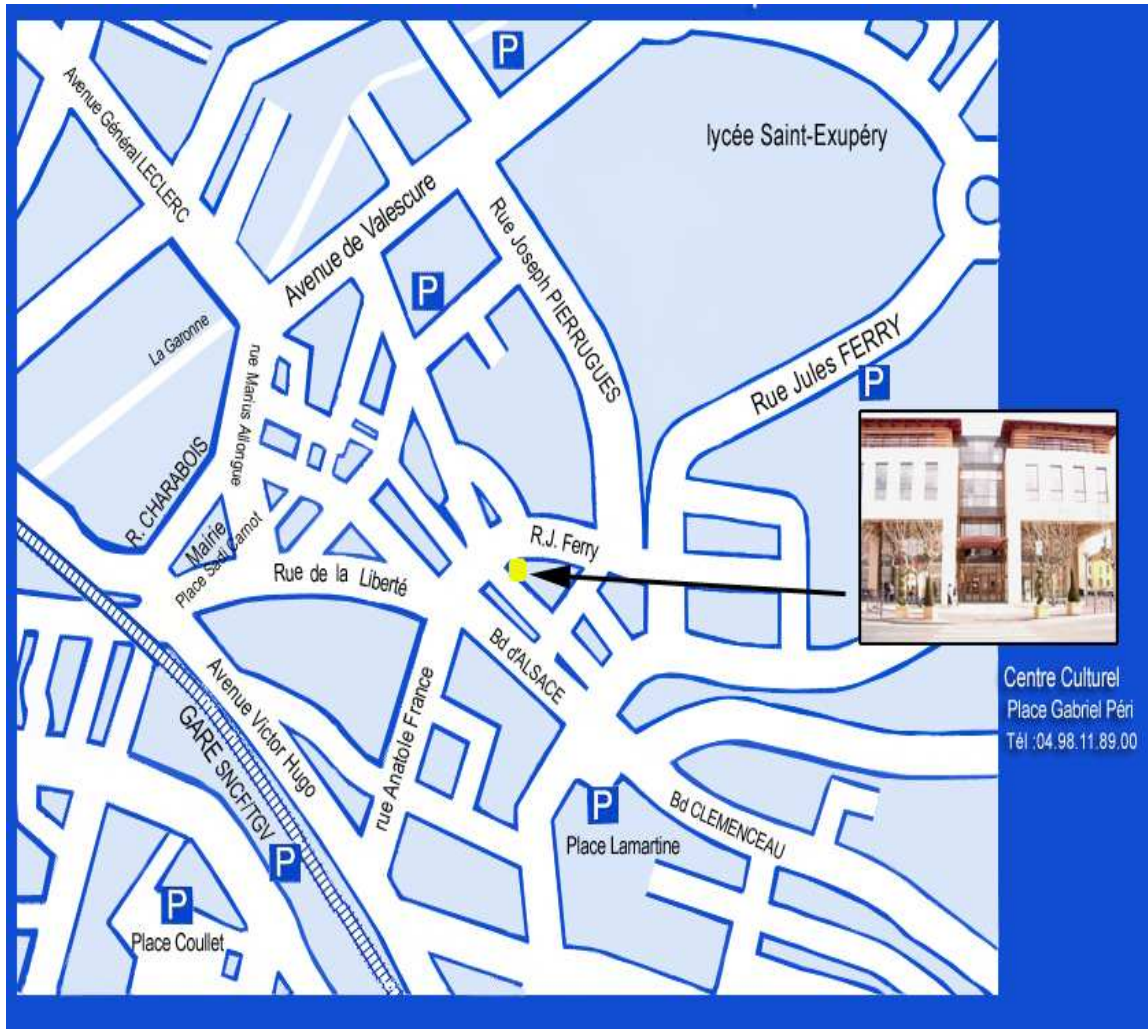 P
Avenue Général LECLERC
lycée Saint-Exupéry
Avenue de Valescure
Rue Joseph PIERRUGUES
P
La Garonne
rue Marius Allongue
Rue Jules FERRY
P
R. CHARABOIS
Mairie
Place Sadi Carnot
R.J. Ferry
Rue de la Liberté
Bd d'ALSACE
Avenue Victor Hugo
rue Anatole France
GARE SNCF/TGV
Centre Culturel
Place Gabriel Péri
Tél :04.98.11.89.00
P
Place Lamartine
Bd CLEMENCEAU
P
P
Place Coullet